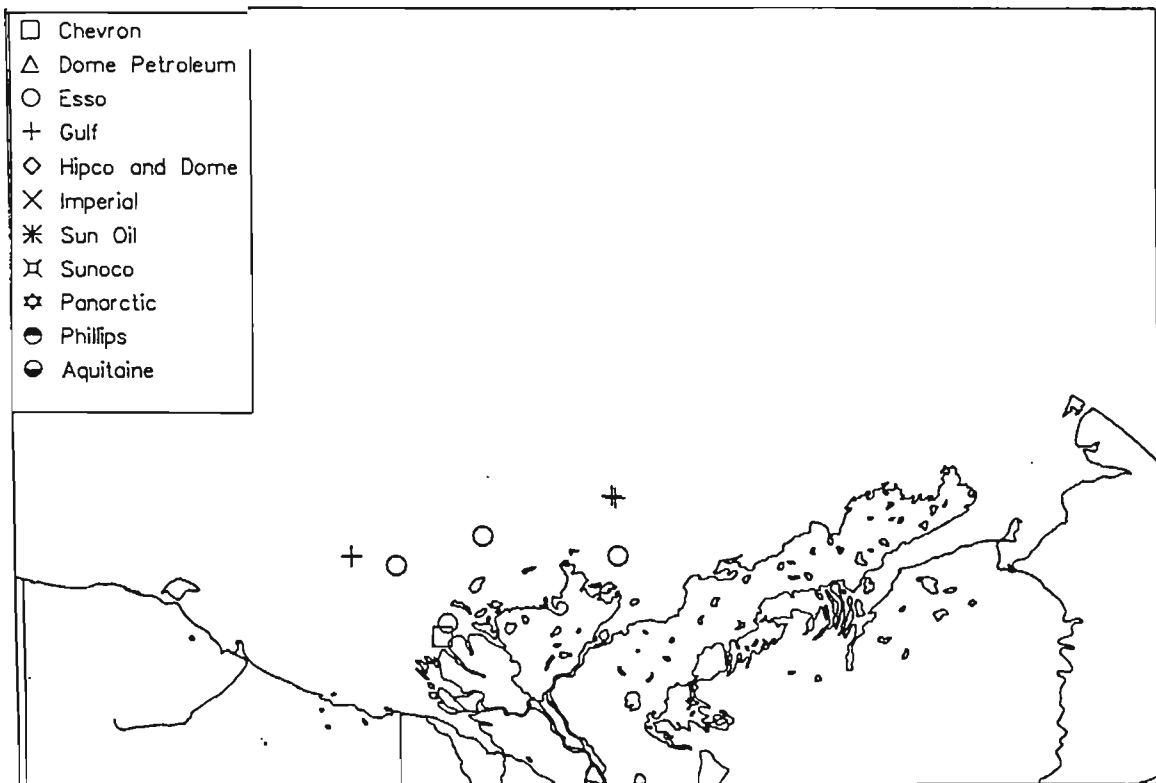 Chevron
Dome Petroleum
Esso
Gulf
Hipco and Dome
Imperial
Sun Oil
Sunoco
Panarctic
Phillips
Aquitaine